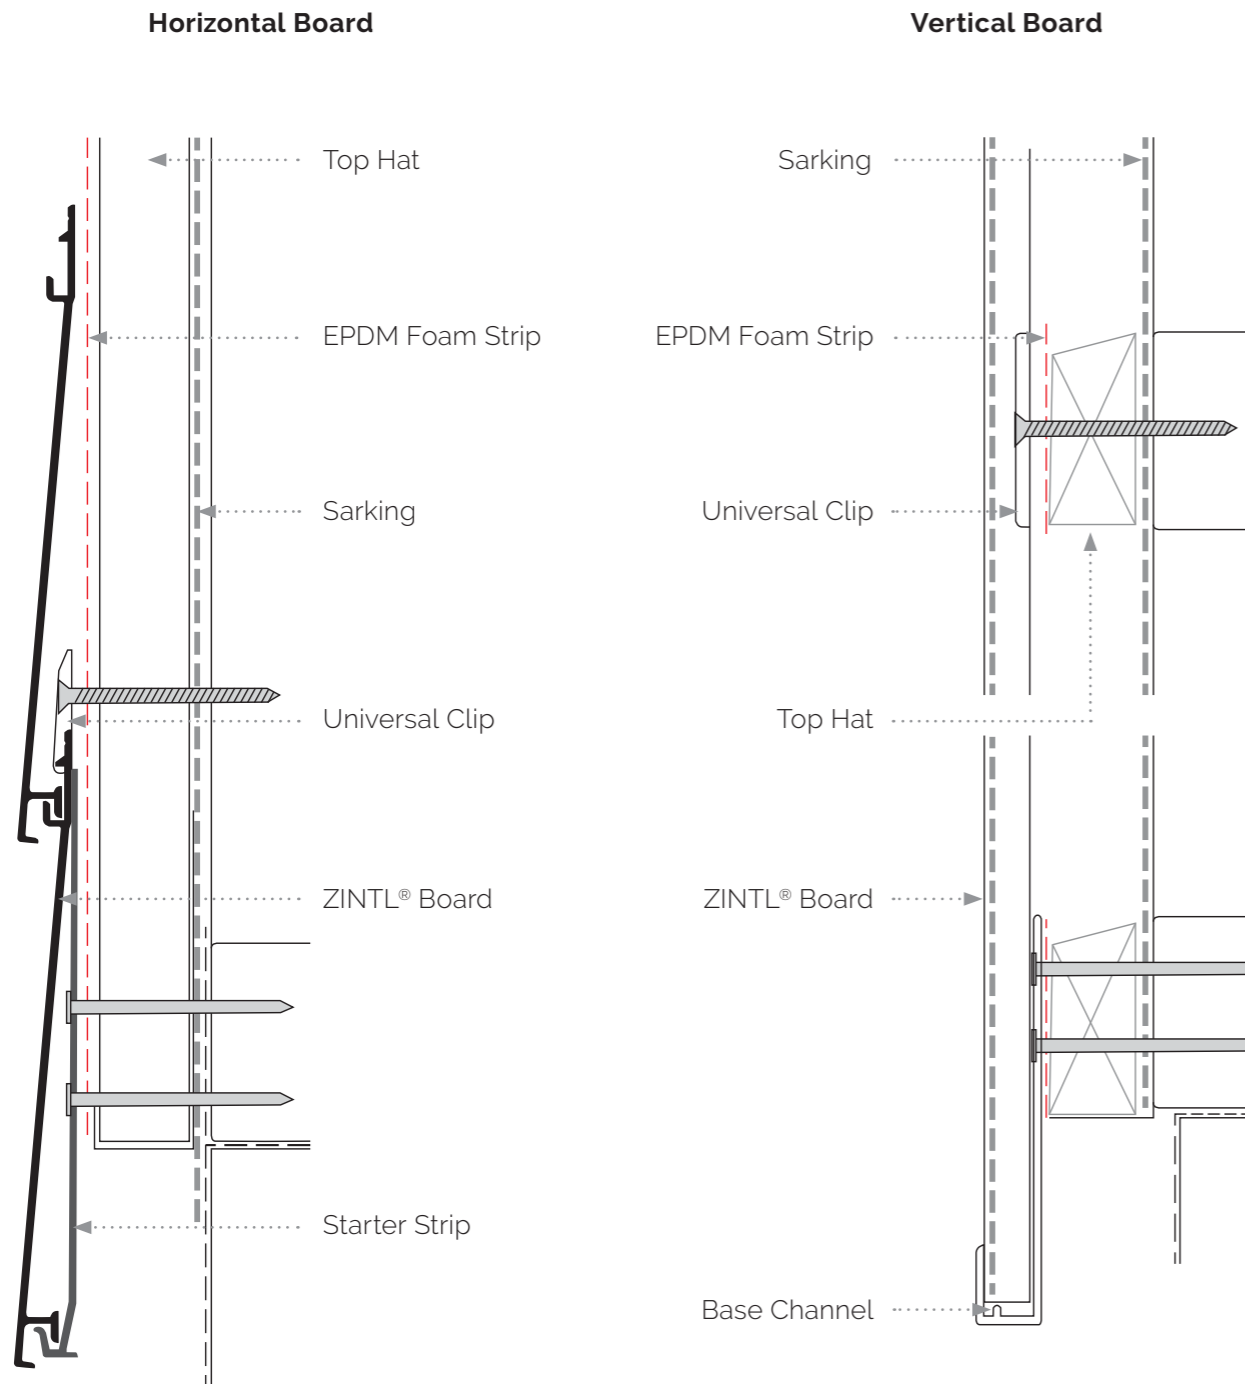 Horizontal Board
Top Hat
EPDM Foam Strip
Sarking
Universal Clip
ZINTL® Board
Starter Strip
Vertical Board
Sarking
EPDM Foam Strip
Universal Clip
Top Hat
ZINTL® Board
Base Channel